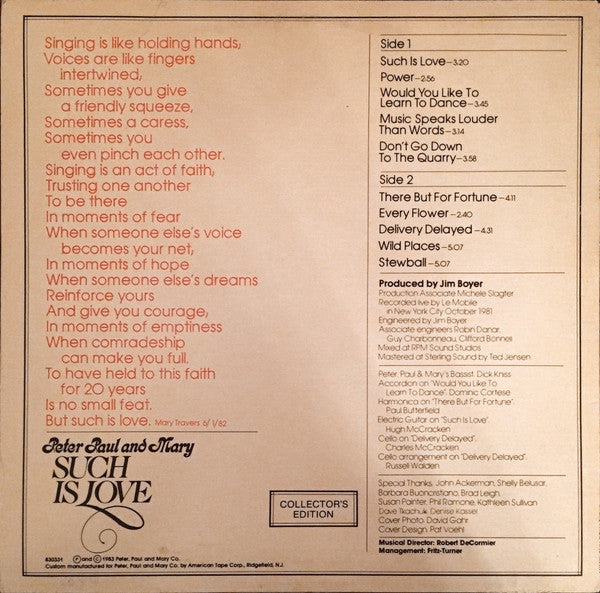 Singing is like holding hands;
Voices are like fingers
intertwined;
Sometimes you give
a friendly squeeze,
Sometimes a caress,
Sometimes you
even pinch each other.
Singing is an act of faith;
Trusting one another
To be there
In moments of fear
When someone else's voice
becomes your net;
In moments of hope
When someone else's dreams
Reinforce yours
And give you courage;
In moments of emptiness
When comradeship
can make you full.
To have held to this faith
for 20 years
Is no small feat.
But such is love. Mary Travers 6/1/82
Peter Paul and Mary
SUCH
IS LOVE
COLLECTOR'S
EDITION
830331 Ⓟ and © 1983 Peter, Paul and Mary Co.
Custom manufactured for Peter, Paul and Mary Co. by American Tape Corp., Ridgefield, N.J.
Side 1
Such Is Love–3:20
Power–2:56
Would You Like To
Learn To Dance–3:45
Music Speaks Louder
Than Words–3:14
Don't Go Down
To The Quarry–3:58
Side 2
There But For Fortune–4:11
Every Flower–2:40
Delivery Delayed–4:31
Wild Places–5:07
Stewball–5:07
Produced by Jim Boyer
Production Associate Michele Slagter
Recorded live by Le Mobile
in New York City October 1981
Engineered by Jim Boyer
Associate engineers Robin Danar,
Guy Charbonneau, Clifford Bonnell
Mixed at RPM Sound Studios
Mastered at Sterling Sound by Ted Jensen
Peter, Paul & Mary's Bassist: Dick Kniss
Accordion on "Would You Like To
Learn To Dance": Dominic Cortese
Harmonica on "There But For Fortune":
Paul Butterfield
Electric Guitar on "Such Is Love":
Hugh McCracken
Cello on "Delivery Delayed":
Charles McCracken
Cello arrangement on "Delivery Delayed":
Russell Walden
Special Thanks: John Ackerman, Shelly Belusar,
Barbara Buoncristiano, Brad Leigh,
Susan Painter, Phil Ramone, Kathleen Sullivan
Dave Tkachuk, Denise Kassel
Cover Photo: David Gahr
Cover Design: Pat Voehl
Musical Director: Robert DeCormier
Management: Fritz-Turner